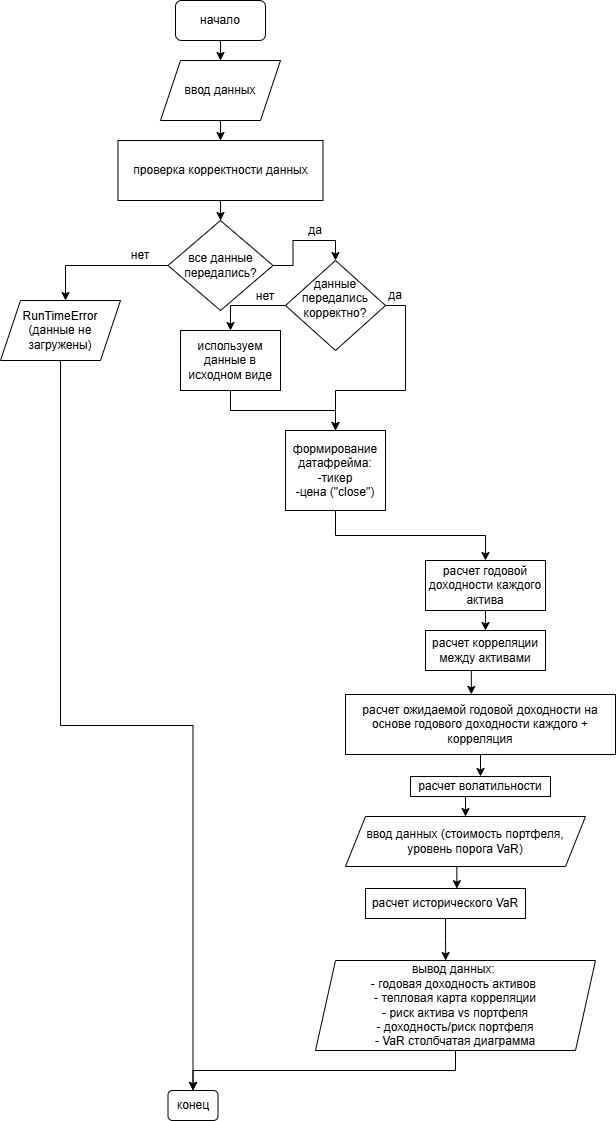 начало
ввод данных
проверка корректности данных
все данные
передались?
нет
да
данные
передались
корректно?
нет
да
RunTimeError
(данные не
загружены)
используем
данные в
исходном виде
формирование
датафрейма:
-тикер
-цена ("close")
расчет годовой
доходности каждого
актива
расчет корреляции
между активами
расчет ожидаемой годовой доходности на
основе годового доходности каждого +
корреляция
расчет волатильности
ввод данных (стоимость портфеля,
уровень порога VaR)
расчет исторического VaR
вывод данных:
- годовая доходность активов
- тепловая карта корреляции
- риск актива vs портфеля
- доходность/риск портфеля
- VaR столбчатая диаграмма
конец